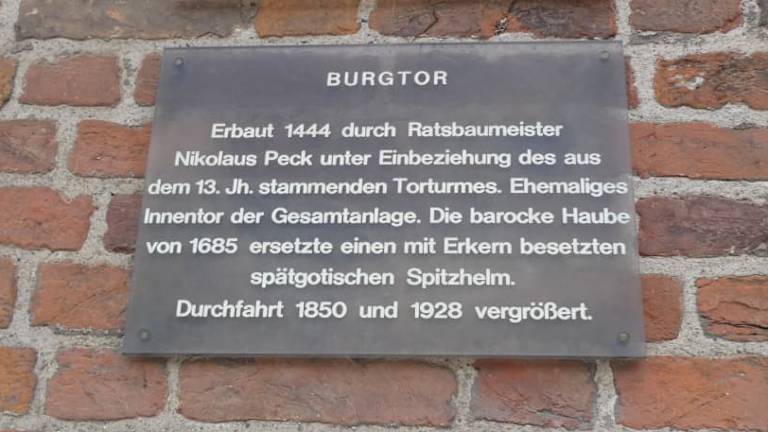 BURGTOR
Erbaut 1444 durch Ratsbaumeister
Nikolaus Peck unter Einbeziehung des aus
dem 13. Jh. stammenden Torturmes. Ehemaliges
Innentor der Gesamtanlage. Die barocke Haube
von 1685 ersetzte einen mit Erkern besetzten
spätgotischen Spitzhelm.
Durchfahrt 1850 und 1928 vergrößert.